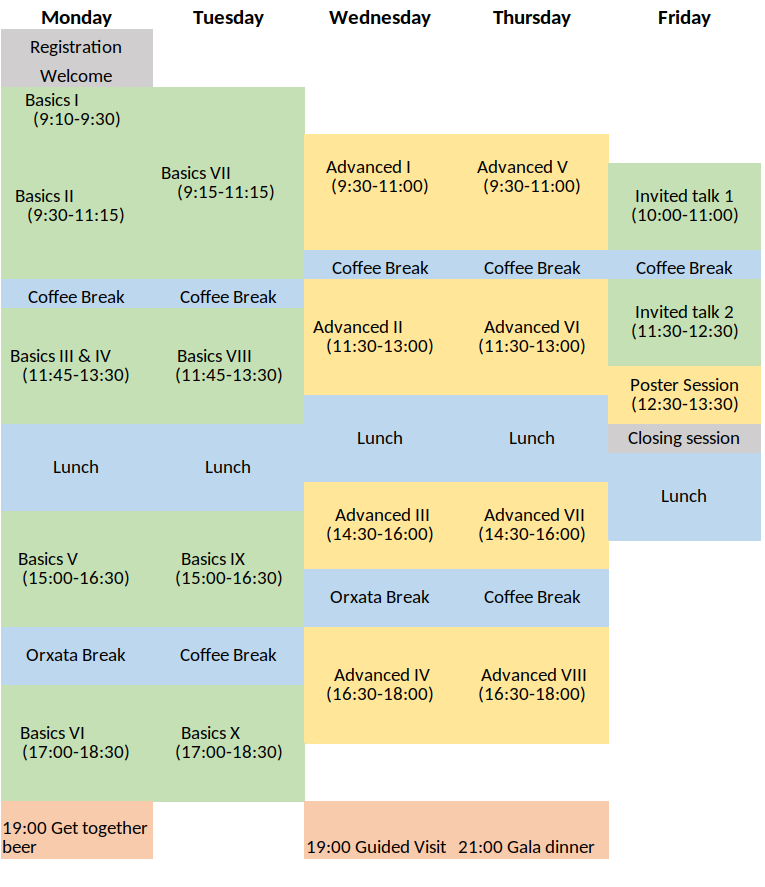 Monday
Tuesday
Wednesday
Thursday
Friday
Registration
Welcome
Basics I
(9:10-9:30)
Basics II
(9:30-11:15)
Coffee Break
Basics III & IV
(11:45-13:30)
Lunch
Basics V
(15:00-16:30)
Orxata Break
Basics VI
(17:00-18:30)
19:00 Get together
beer
Basics VII
(9:15-11:15)
Coffee Break
Basics VIII
(11:45-13:30)
Lunch
Basics IX
(15:00-16:30)
Coffee Break
Basics X
(17:00-18:30)
Advanced I
(9:30-11:00)
Coffee Break
Advanced II
(11:30-13:00)
Lunch
Advanced III
(14:30-16:00)
Orxata Break
Advanced IV
(16:30-18:00)
19:00 Guided Visit
Advanced V
(9:30-11:00)
Coffee Break
Advanced VI
(11:30-13:00)
Lunch
Advanced VII
(14:30-16:00)
Coffee Break
Advanced VIII
(16:30-18:00)
21:00 Gala dinner
Invited talk 1
(10:00-11:00)
Coffee Break
Invited talk 2
(11:30-12:30)
Poster Session
(12:30-13:30)
Closing session
Lunch